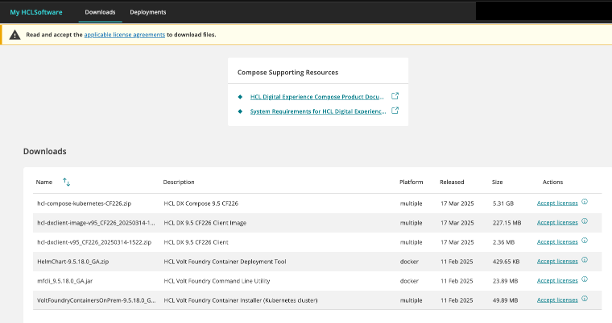 My HCLSoftware Downloads Deployments
Read and accept the applicable license agreements to download files.
Compose Supporting Resources
HCL Digital Experience Compose Product Docu...
System Requirements for HCL Digital Experienc...
Downloads
Name Description Platform Released Size Actions
hcl-compose-kubernetes-CF226.zip HCL DX Compose 9.5 CF226 multiple 17 Mar 2025 5.31 GB Accept licenses
hcl-dxclient-image-v95_CF226_20250314-1... HCL DX 9.5 CF226 Client Image multiple 17 Mar 2025 227.15 MB Accept licenses
hcl-dxclient-v95_CF226_20250314-1522.zip HCL DX 9.5 CF226 Client multiple 17 Mar 2025 2.36 MB Accept licenses
HelmChart-9.5.18.0_GA.zip HCL Volt Foundry Container Deployment Tool docker 11 Feb 2025 429.65 KB Accept licenses
mfcli_9.5.18.0_GA.jar HCL Volt Foundry Command Line Utility docker 11 Feb 2025 23.89 MB Accept licenses
VoltFoundryContainersOnPrem-9.5.18.0_G... HCL Volt Foundry Container Installer (Kubernetes cluster) multiple 11 Feb 2025 49.89 MB Accept licenses